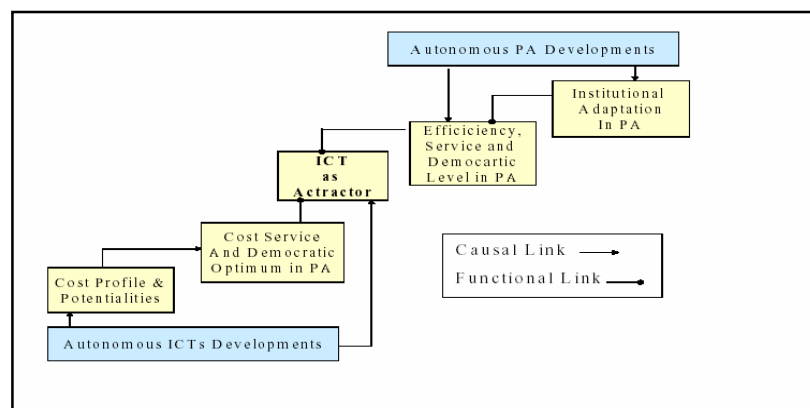 Autonomous PA Developments
Institutional
Adaptation
In PA
Efficiciency,
Service and
Democartic
Level in PA
ICT
as
Actractor
Cost Service
And Democratic
Optimum in PA
Causal Link
Functional Link
Cost Profile &
Potentialities
Autonomous ICTs Developments